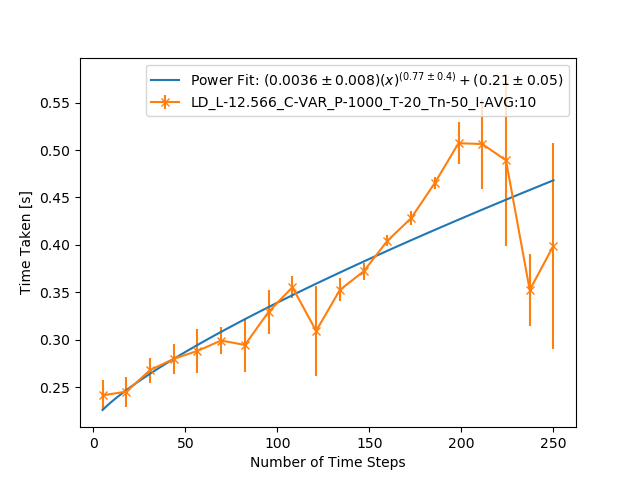 Power Fit: (0.0036 ± 0.008)(x)^(0.77 ± 0.4) + (0.21 ± 0.05)
LD_L-12.566_C-VAR_P-1000_T-20_Tn-50_I-AVG:10
0.55
0.50
0.45
0.40
0.35
0.30
0.25
Time Taken [s]
0 50 100 150 200 250
Number of Time Steps